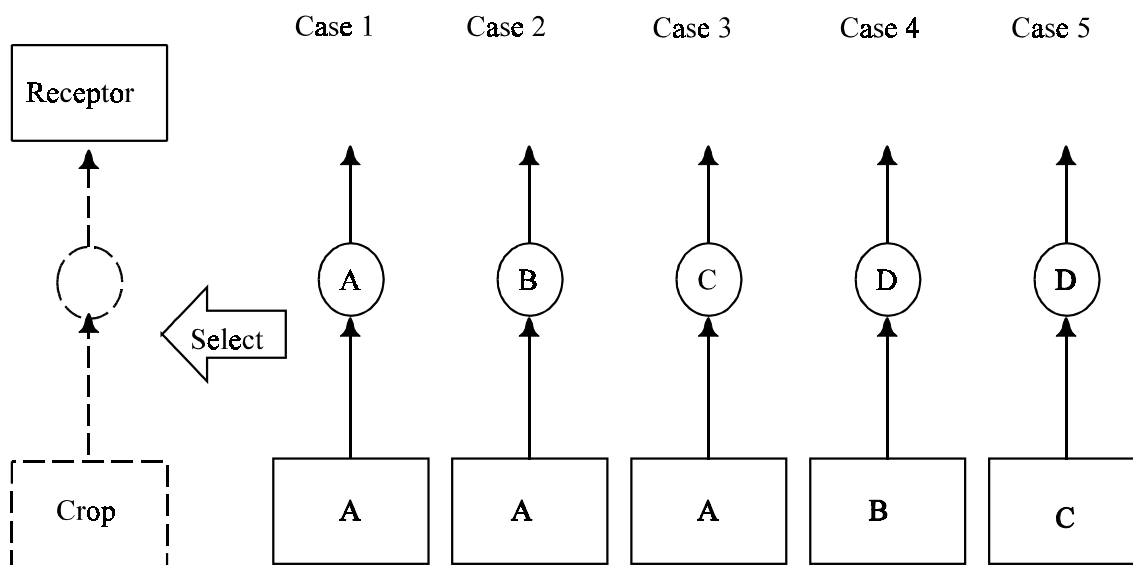 Case 1 Case 2 Case 3 Case 4 Case 5
Receptor
A B C D D
Select
Crop A A A B C